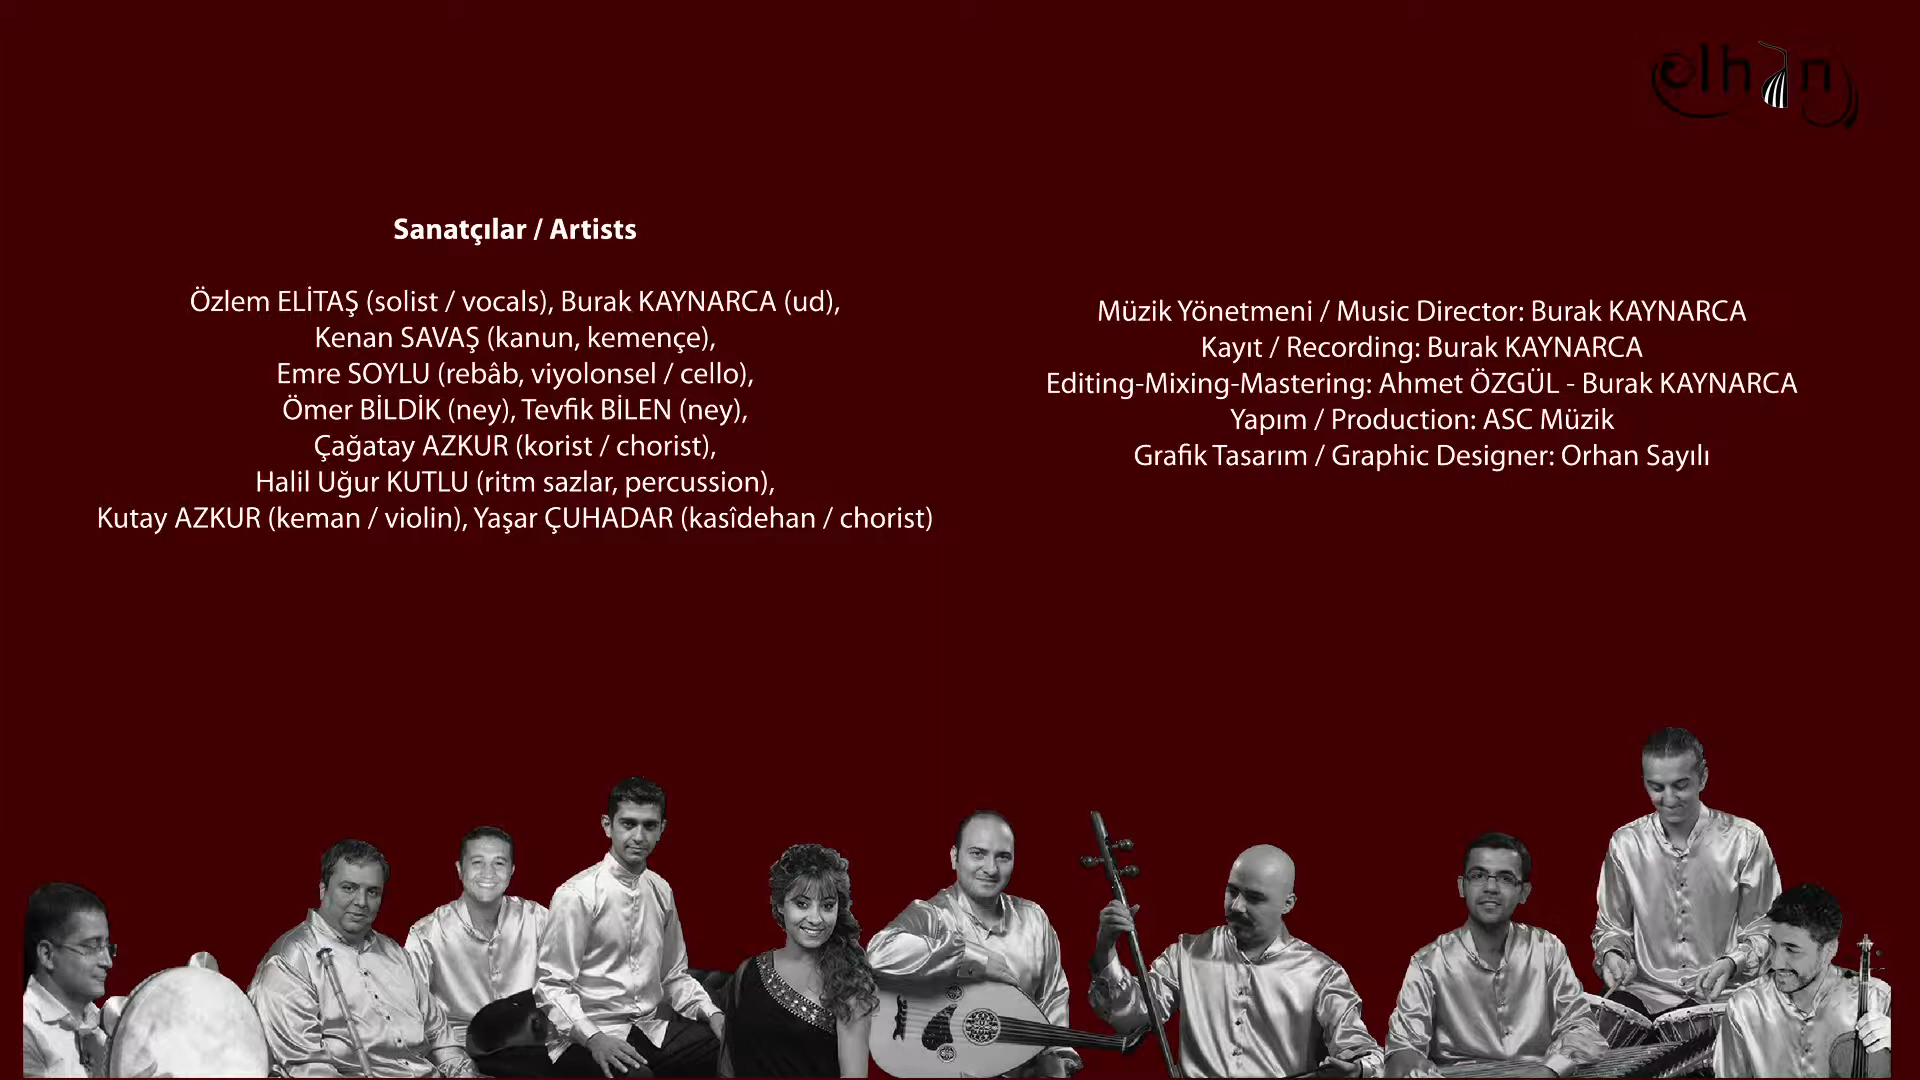 elhân
Sanatçılar / Artists
Özlem ELİTAŞ (solist / vocals), Burak KAYNARCA (ud),
Kenan SAVAŞ (kanun, kemençe),
Emre SOYLU (rebâb, viyolonsel / cello),
Ömer BİLDİK (ney), Tevfik BİLEN (ney),
Çağatay AZKUR (korist / chorist),
Halil Uğur KUTLU (ritm sazlar, percussion),
Kutay AZKUR (keman / violin), Yaşar ÇUHADAR (kasîdehan / chorist)
Müzik Yönetmeni / Music Director: Burak KAYNARCA
Kayıt / Recording: Burak KAYNARCA
Editing-Mixing-Mastering: Ahmet ÖZGÜL - Burak KAYNARCA
Yapım / Production: ASC Müzik
Grafik Tasarım / Graphic Designer: Orhan Sayılı